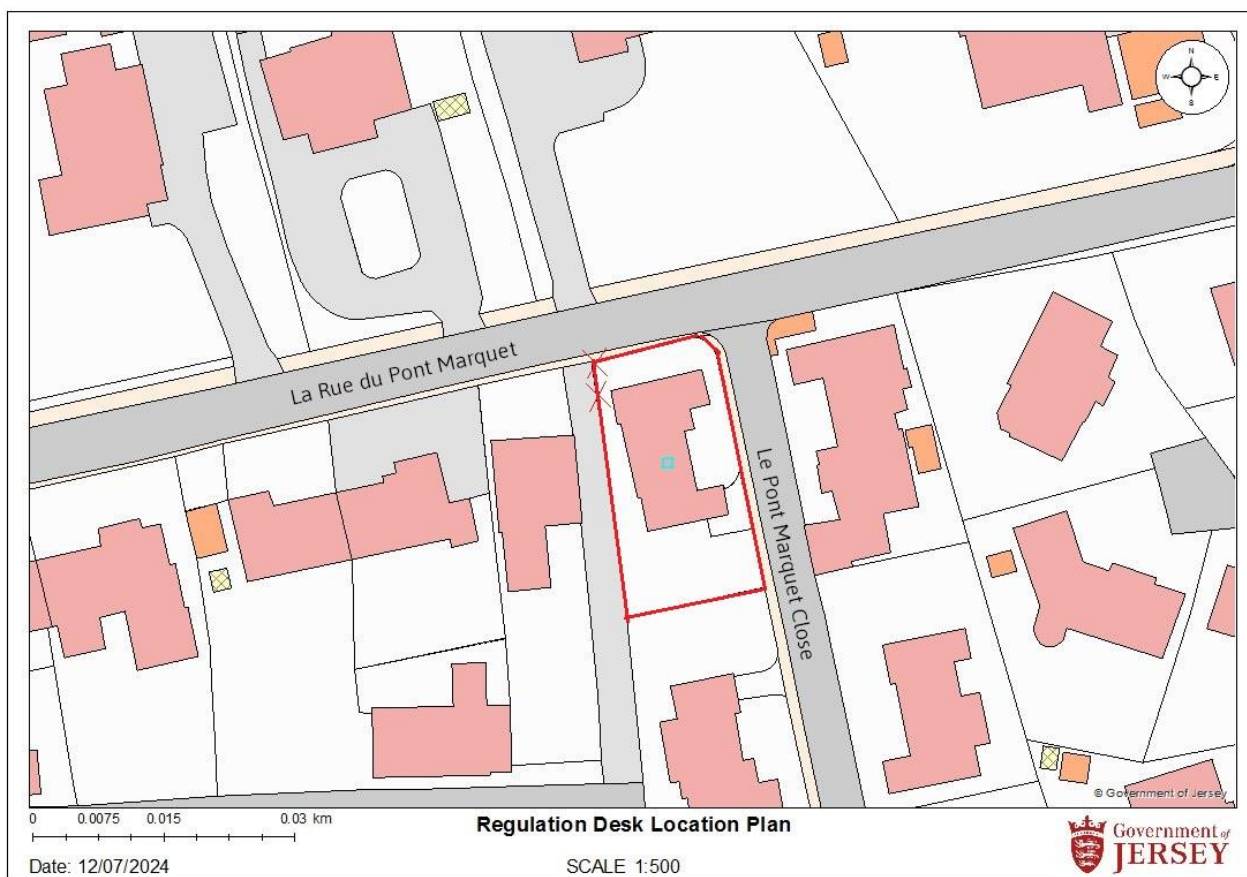 N
W E
S
La Rue du Pont Marquet
Le Pont Marquet Close
© Government of Jersey
0 0.0075 0.015 0.03 km
Regulation Desk Location Plan
Date: 12/07/2024
SCALE 1:500
Government of
JERSEY